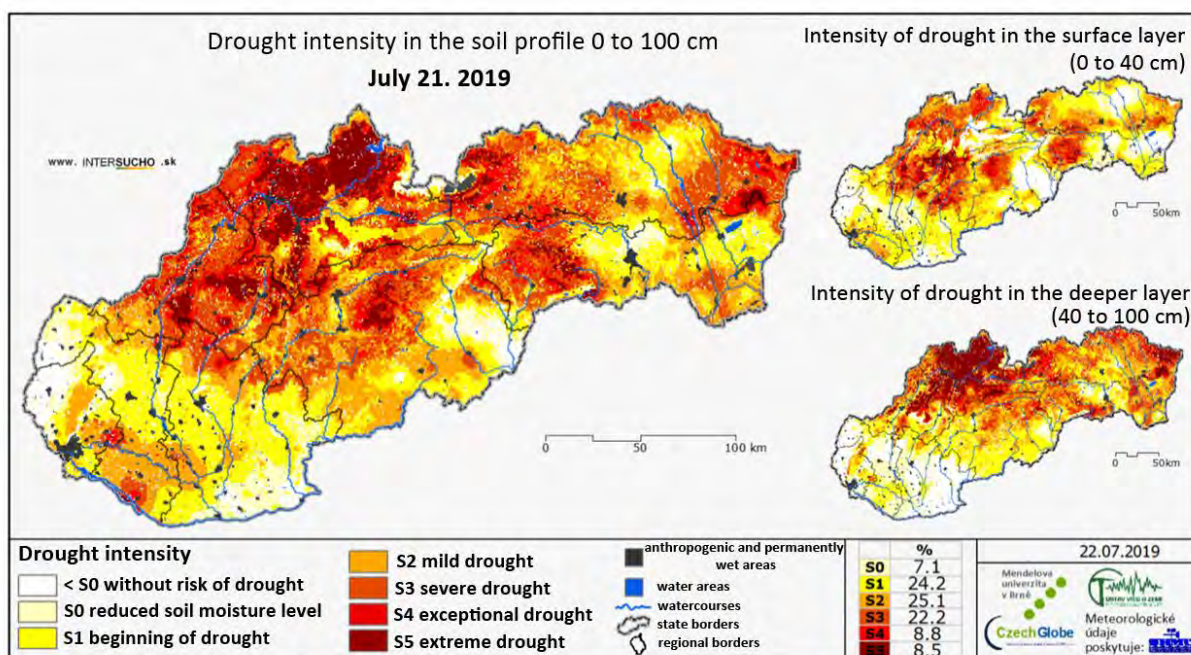 Drought intensity in the soil profile 0 to 100 cm
July 21. 2019
www. INTERSUCHO .sk
0 50 100 km
Intensity of drought in the surface layer
(0 to 40 cm)
0 50km
Intensity of drought in the deeper layer
(40 to 100 cm)
0 50km
Drought intensity
< S0 without risk of drought
S0 reduced soil moisture level
S1 beginning of drought
S2 mild drought
S3 severe drought
S4 exceptional drought
S5 extreme drought
anthropogenic and permanently
wet areas
water areas
watercourses
state borders
regional borders
%
S0 7.1
S1 24.2
S2 25.1
S3 22.2
S4 8.8
S5 8.5
22.07.2019
Mendelova
univerzita
v Brně
CzechGlobe
Meteorologické
údaje
poskytuje: